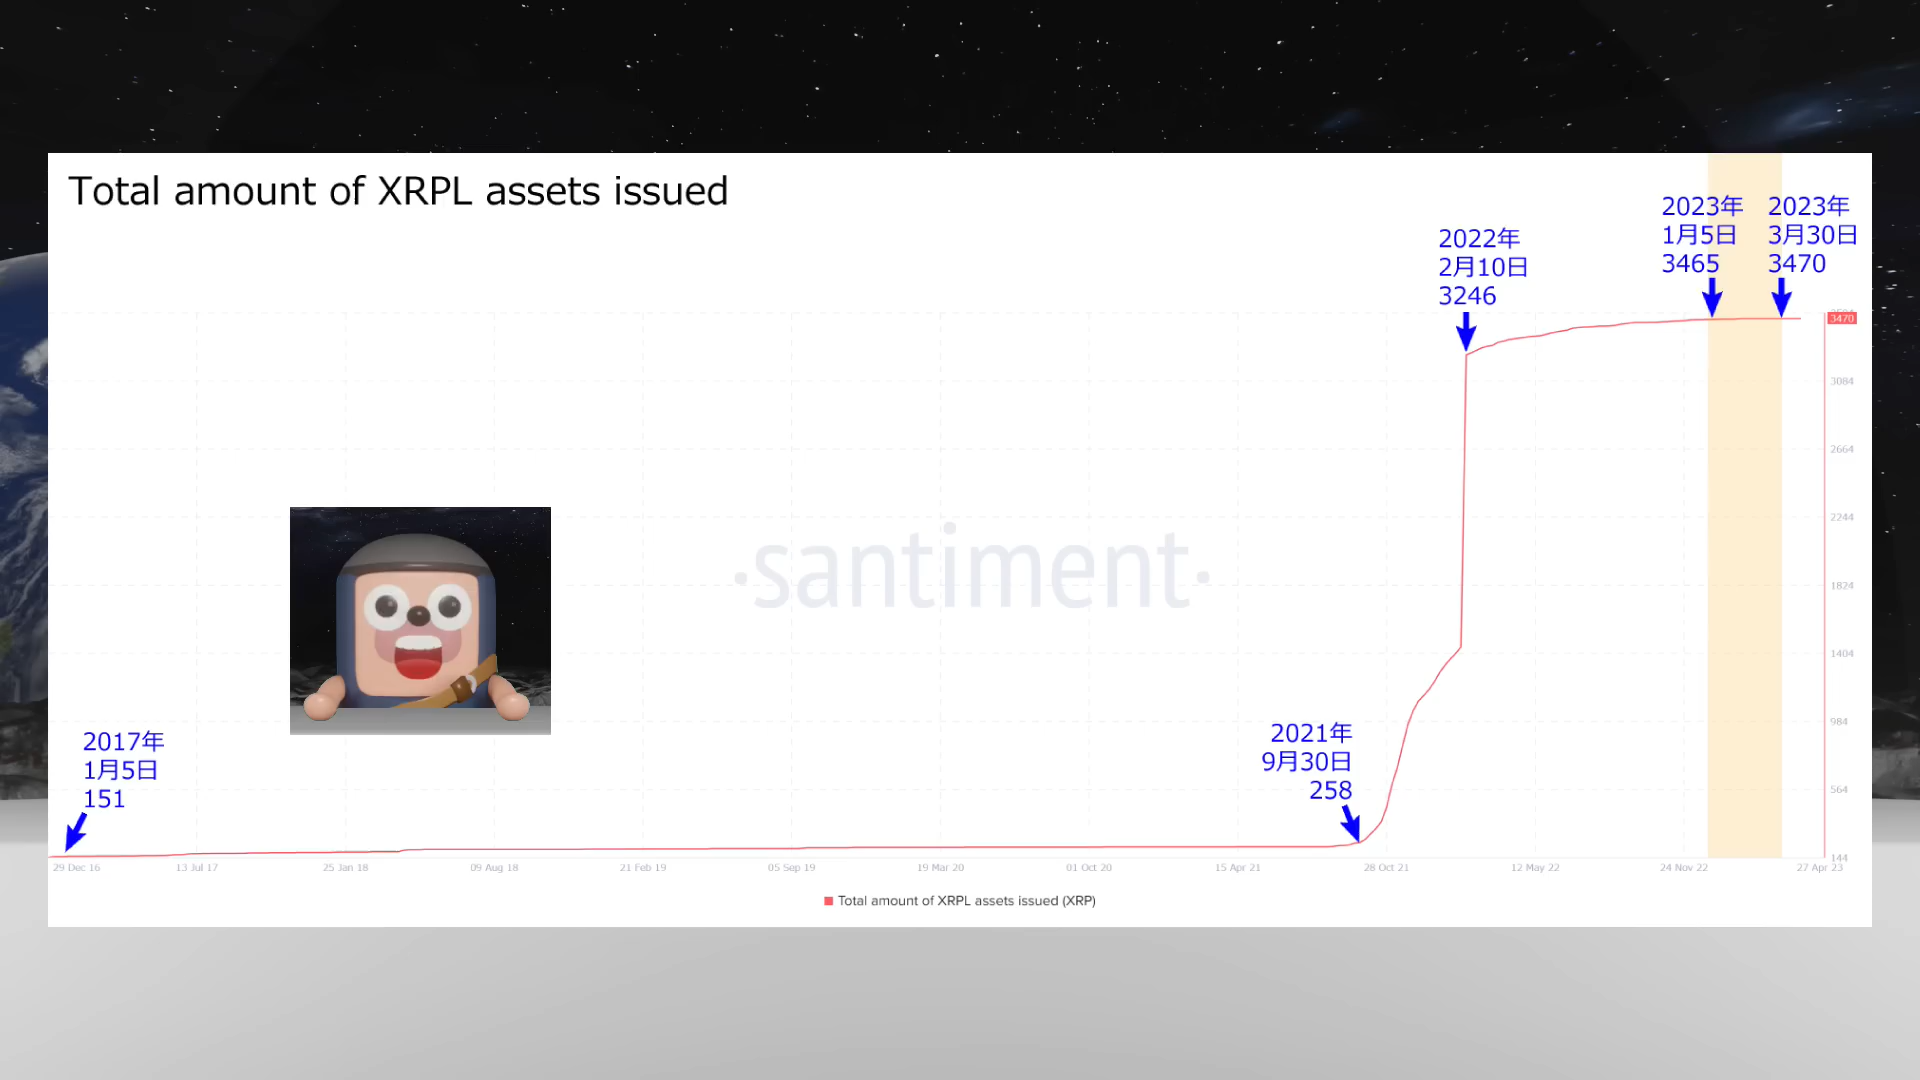 Total amount of XRPL assets issued
2023年
1月5日
3465
2023年
3月30日
3470
2022年
2月10日
3246
3470
3084
2664
2244
1824
1404
984
564
144
·santiment·
2017年
1月5日
151
2021年
9月30日
258
29 Dec 16
13 Jul 17
25 Jan 18
09 Aug 18
21 Feb 19
05 Sep 19
19 Mar 20
01 Oct 20
15 Apr 21
28 Oct 21
12 May 22
24 Nov 22
27 Apr 23
Total amount of XRPL assets issued (XRP)